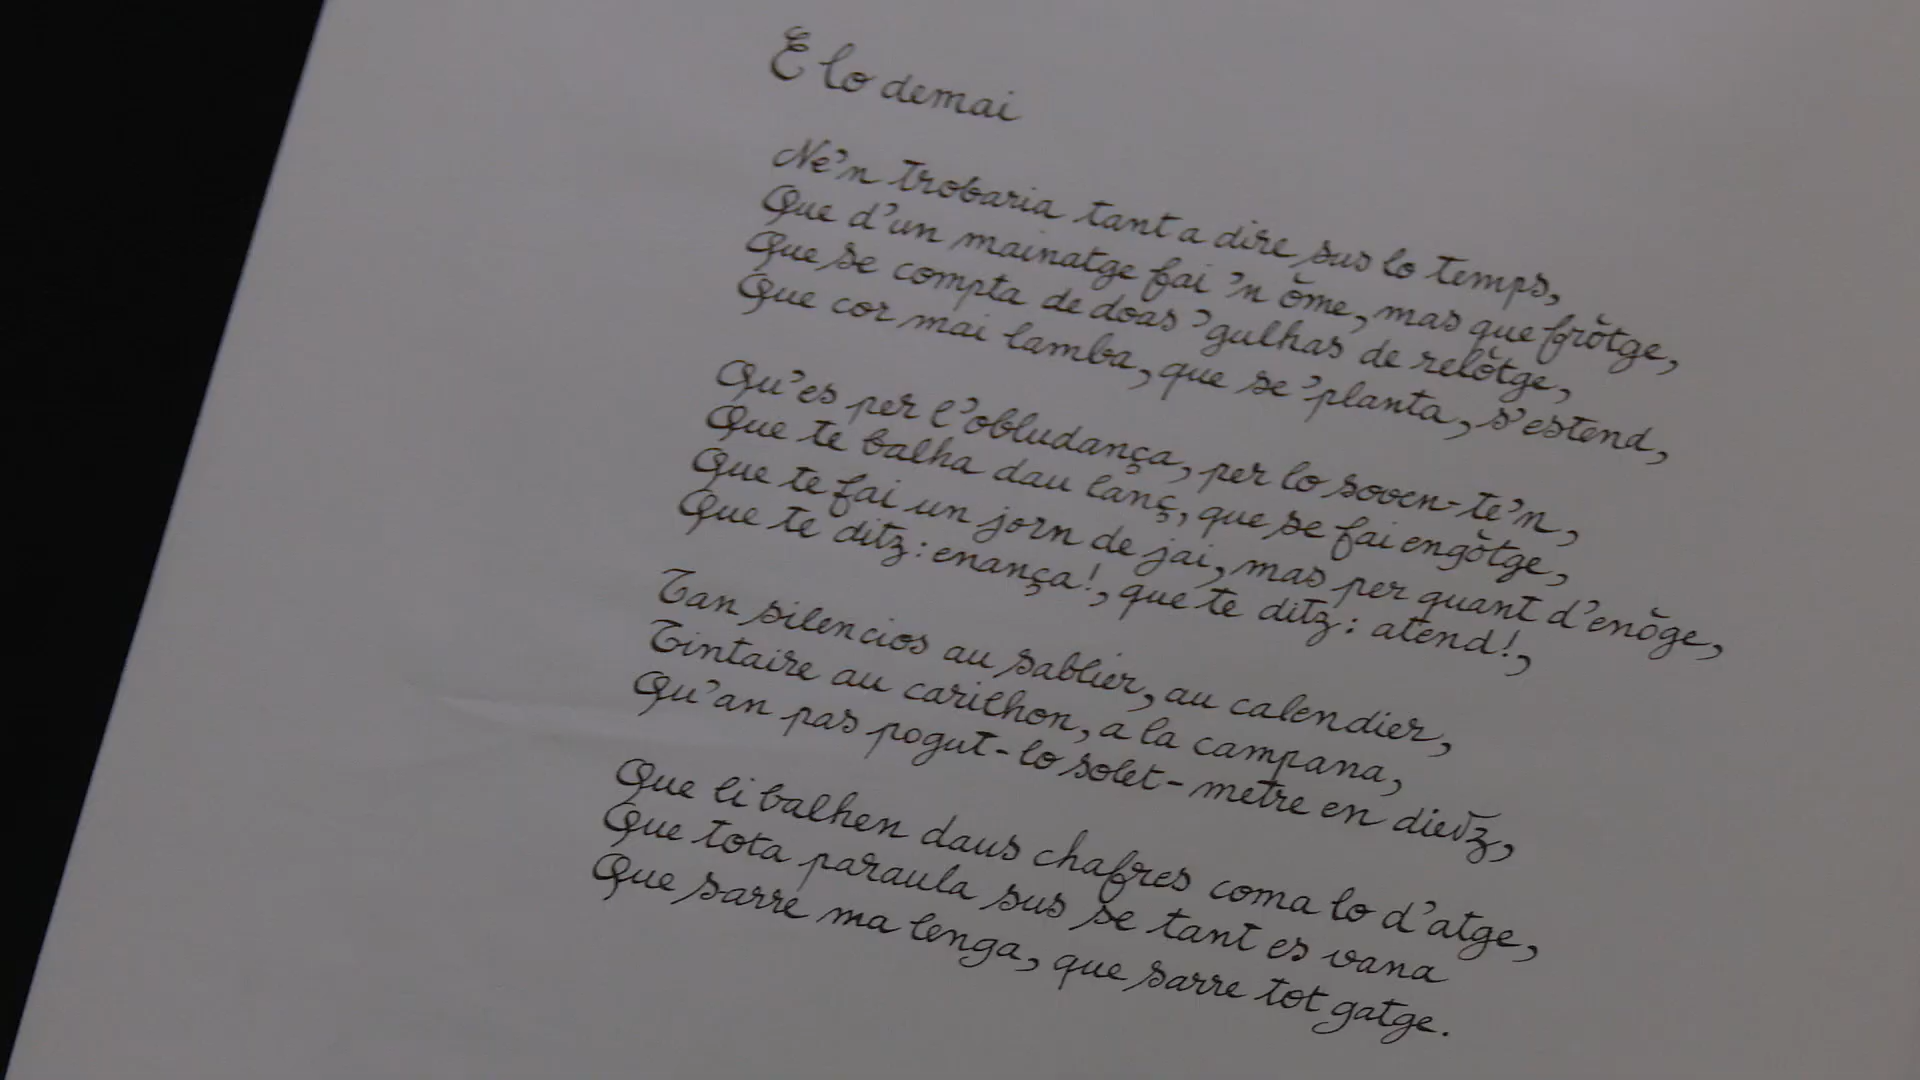 E lo demai
Ne'n trobaria tant a dire sus lo temps,
Que d'un mainatge fai 'n òme, mas que fròtge,
Que se compta de doas 'gulhas de relòtge,
Que cor mai lamba, que se 'planta, s'estend,
Qu'es per l'obludança, per lo soven-te'n,
Que te balha dau lanç, que se fai engòtge,
Que te fai un jorn de jai, mas per quant d'enòge,
Que te ditz: enança!, que te ditz: atend!,
Tan silencios au sablier, au calendier,
Tintaire au carilhon, a la campana,
Qu'an pas pogut-lo solet-metre en dietz,
Que li balhen daus chafres coma lo d'atge,
Que tota paraula sus se tant es vana
Que sarre ma lenga, que sarre tot gatge.